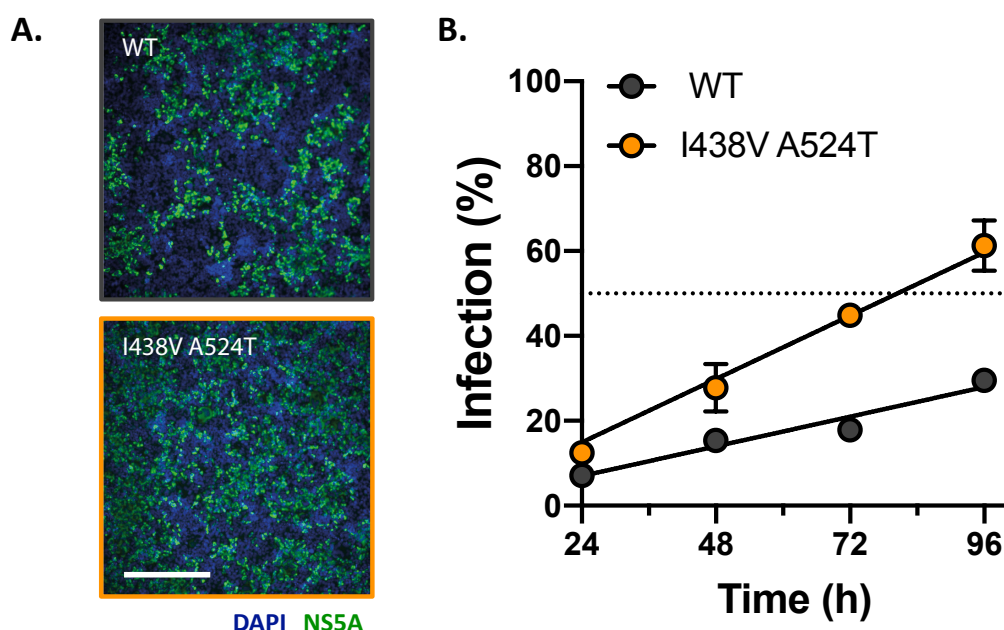 A.
WT
I438V A524T
DAPI NS5A
B.
WT
I438V A524T
Infection (%)
100
80
60
40
20
0
24 48 72 96
Time (h)